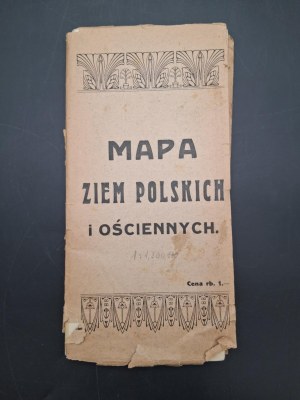 MAPA
ZIEM POLSKICH
i OŚCIENNYCH.
Cena rb. 1.—